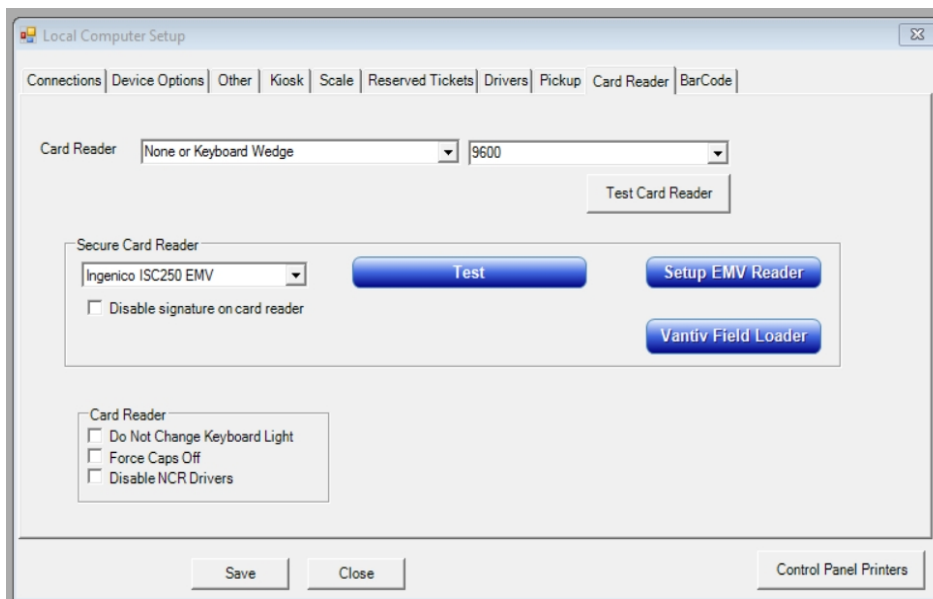 Local Computer Setup
Connections Device Options Other Kiosk Scale Reserved Tickets Drivers Pickup Card Reader BarCode
Card Reader None or Keyboard Wedge 9600
Test Card Reader
Secure Card Reader
Ingenico ISC250 EMV Test Setup EMV Reader
Disable signature on card reader
Vantiv Field Loader
Card Reader
Do Not Change Keyboard Light
Force Caps Off
Disable NCR Drivers
Save Close Control Panel Printers